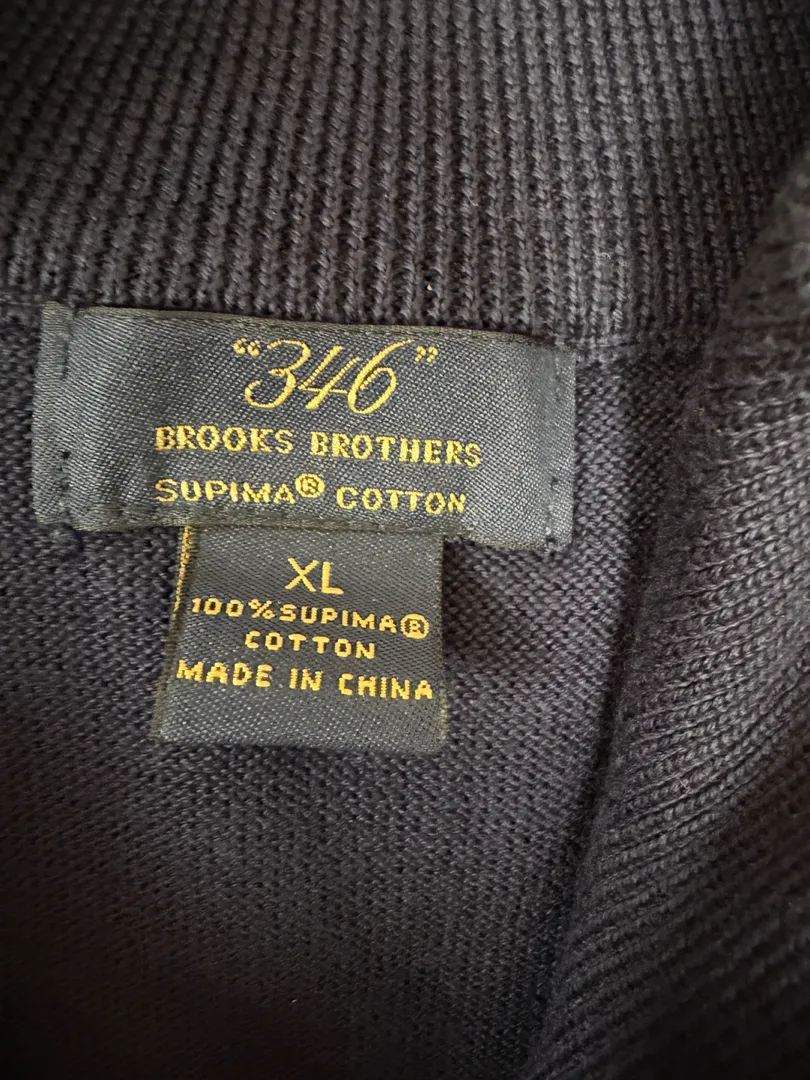 “346”
BROOKS BROTHERS
SUPIMA® COTTON
XL
100%SUPIMA®
COTTON
MADE IN CHINA